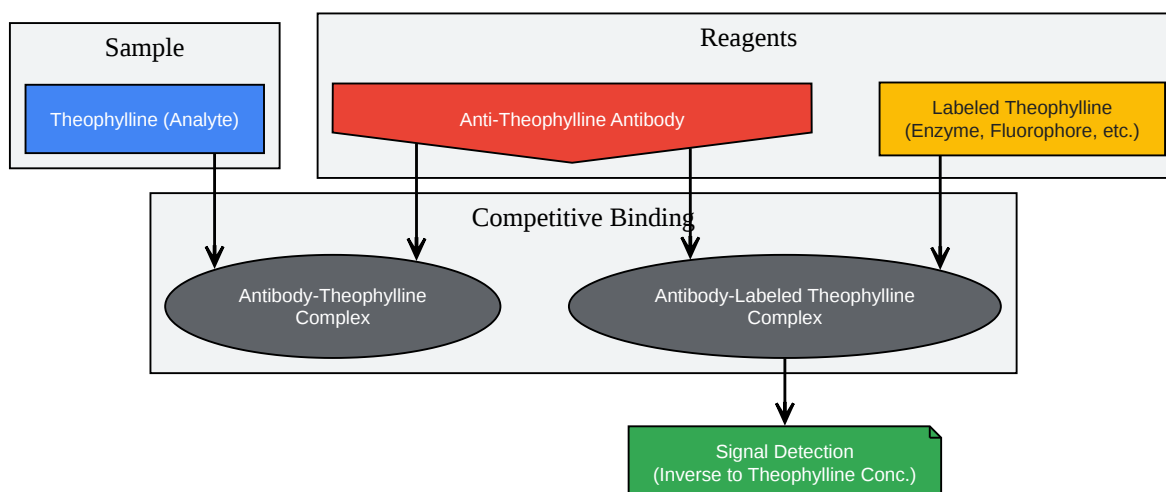 Sample
Reagents
Theophylline (Analyte)
Anti-Theophylline Antibody
Labeled Theophylline
(Enzyme, Fluorophore, etc.)
Competitive Binding
Antibody-Theophylline
Complex
Antibody-Labeled Theophylline
Complex
Signal Detection
(Inverse to Theophylline Conc.)